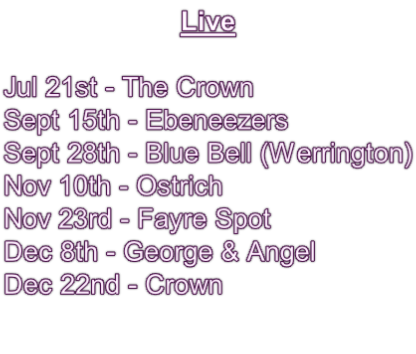 Live
Jul 21st - The Crown
Sept 15th - Ebeneezers
Sept 28th - Blue Bell (Werrington)
Nov 10th - Ostrich
Nov 23rd - Fayre Spot
Dec 8th - George & Angel
Dec 22nd - Crown